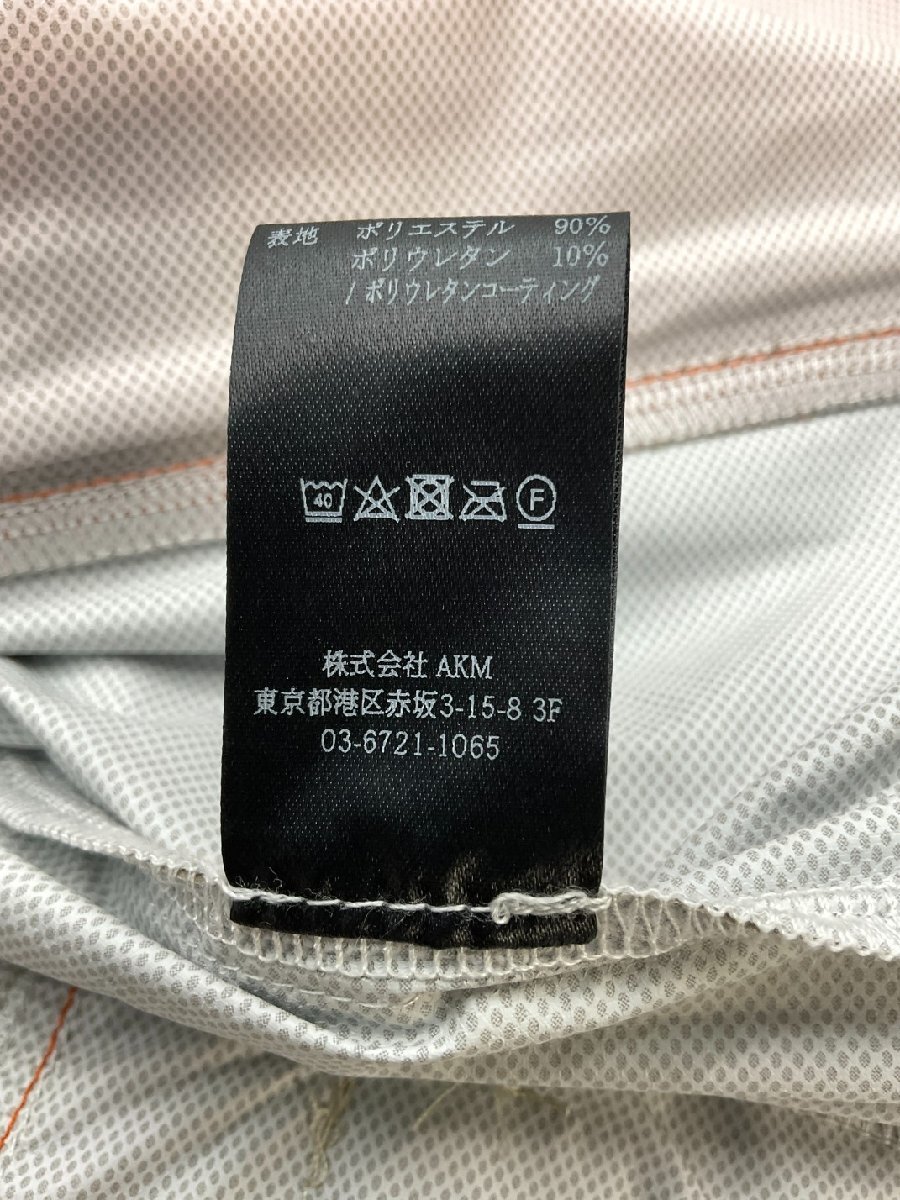 表地 ポリエステル 90%
ポリウレタン 10%
/ポリウレタンコーティング
40 F
株式会社 AKM
東京都港区赤坂3-15-8 3F
03-6721-1065